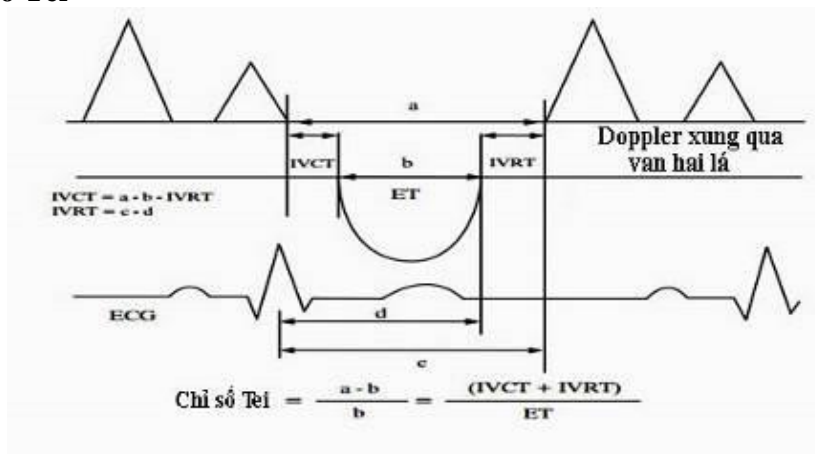 a
Doppler xung qua
van hai lá
IVCT
b
IVRT
ET
IVCT = a - b - IVRT
IVRT = c - d
ECG
d
c
Chỉ số Tei = a - b / b = (IVCT + IVRT) / ET